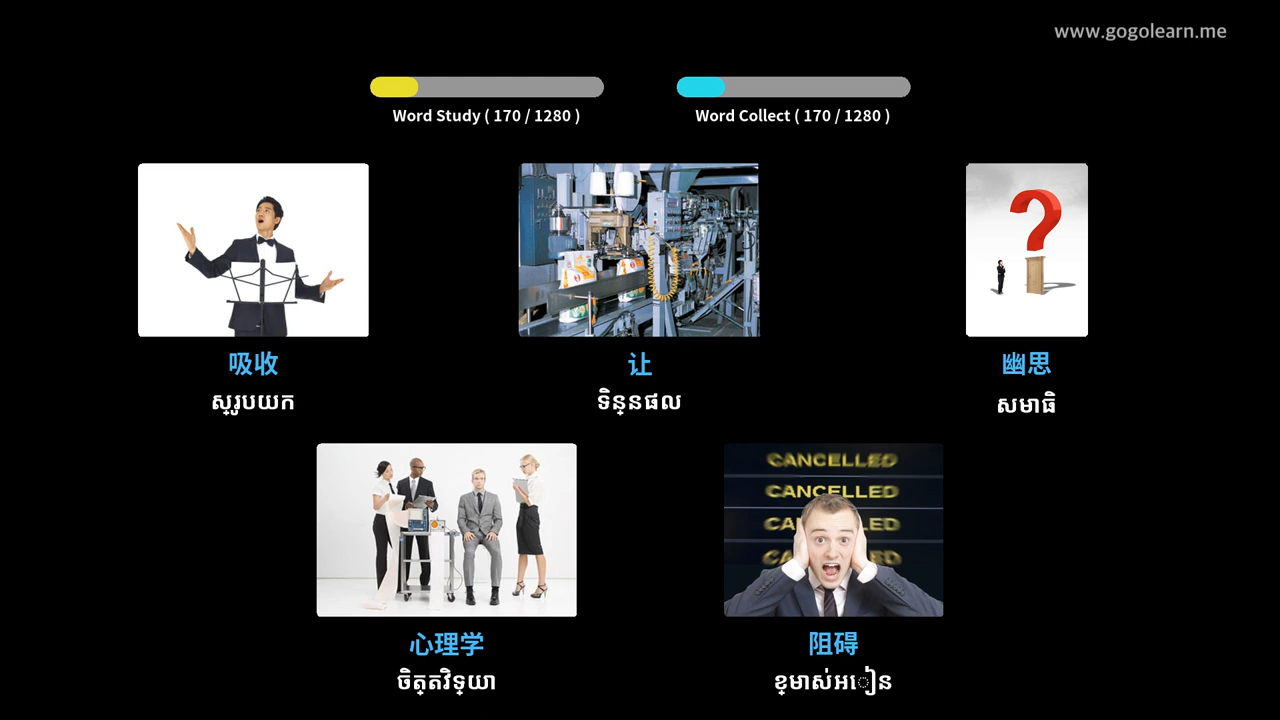 www.gogolearn.me
Word Study ( 170 / 1280 )
Word Collect ( 170 / 1280 )
吸收
ស្រូបយក
让
ទិន្នផល
幽思
សមាធិ
CANCELLED
CANCELLED
CANCELLED
CANCELLED
心理学
ចិត្តវិទ្យា
阻碍
ខ្មាស់អៀន